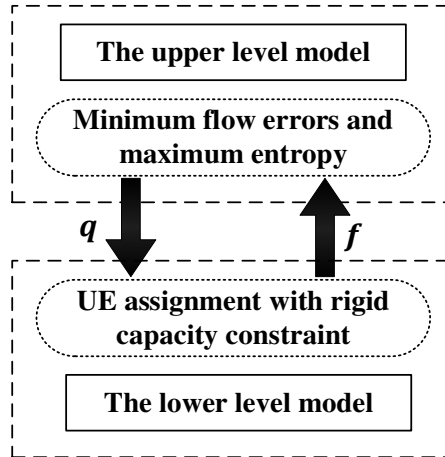 The upper level model
Minimum flow errors and
maximum entropy
q
f
UE assignment with rigid
capacity constraint
The lower level model